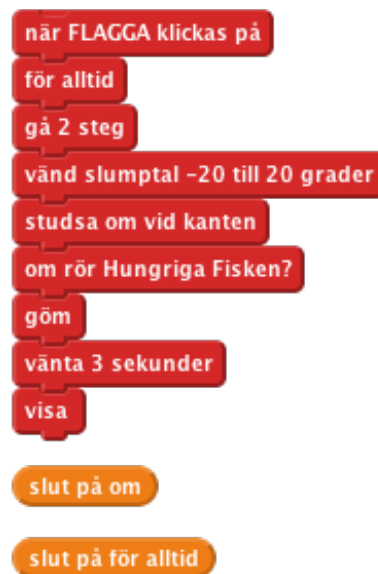 när FLAGGA klickas på
för alltid
gå 2 steg
vänd slumptal -20 till 20 grader
studsa om vid kanten
om rör Hungriga Fisken?
göm
vänta 3 sekunder
visa
slut på om
slut på för alltid